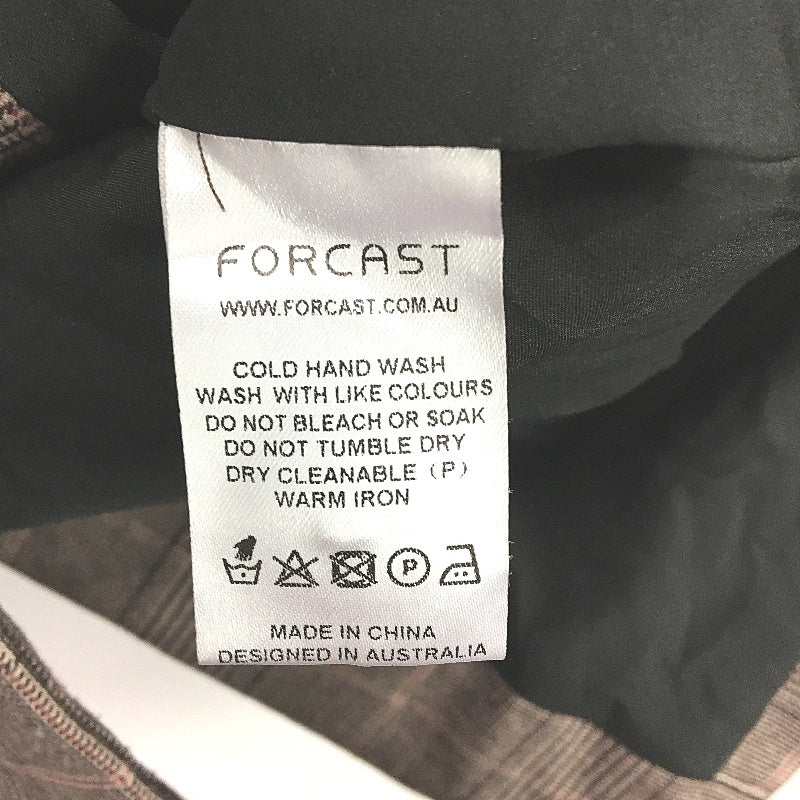 FORCAST
WWW.FORCAST.COM.AU
COLD HAND WASH
WASH WITH LIKE COLOURS
DO NOT BLEACH OR SOAK
DO NOT TUMBLE DRY
DRY CLEANABLE (P)
WARM IRON
P
MADE IN CHINA
DESIGNED IN AUSTRALIA